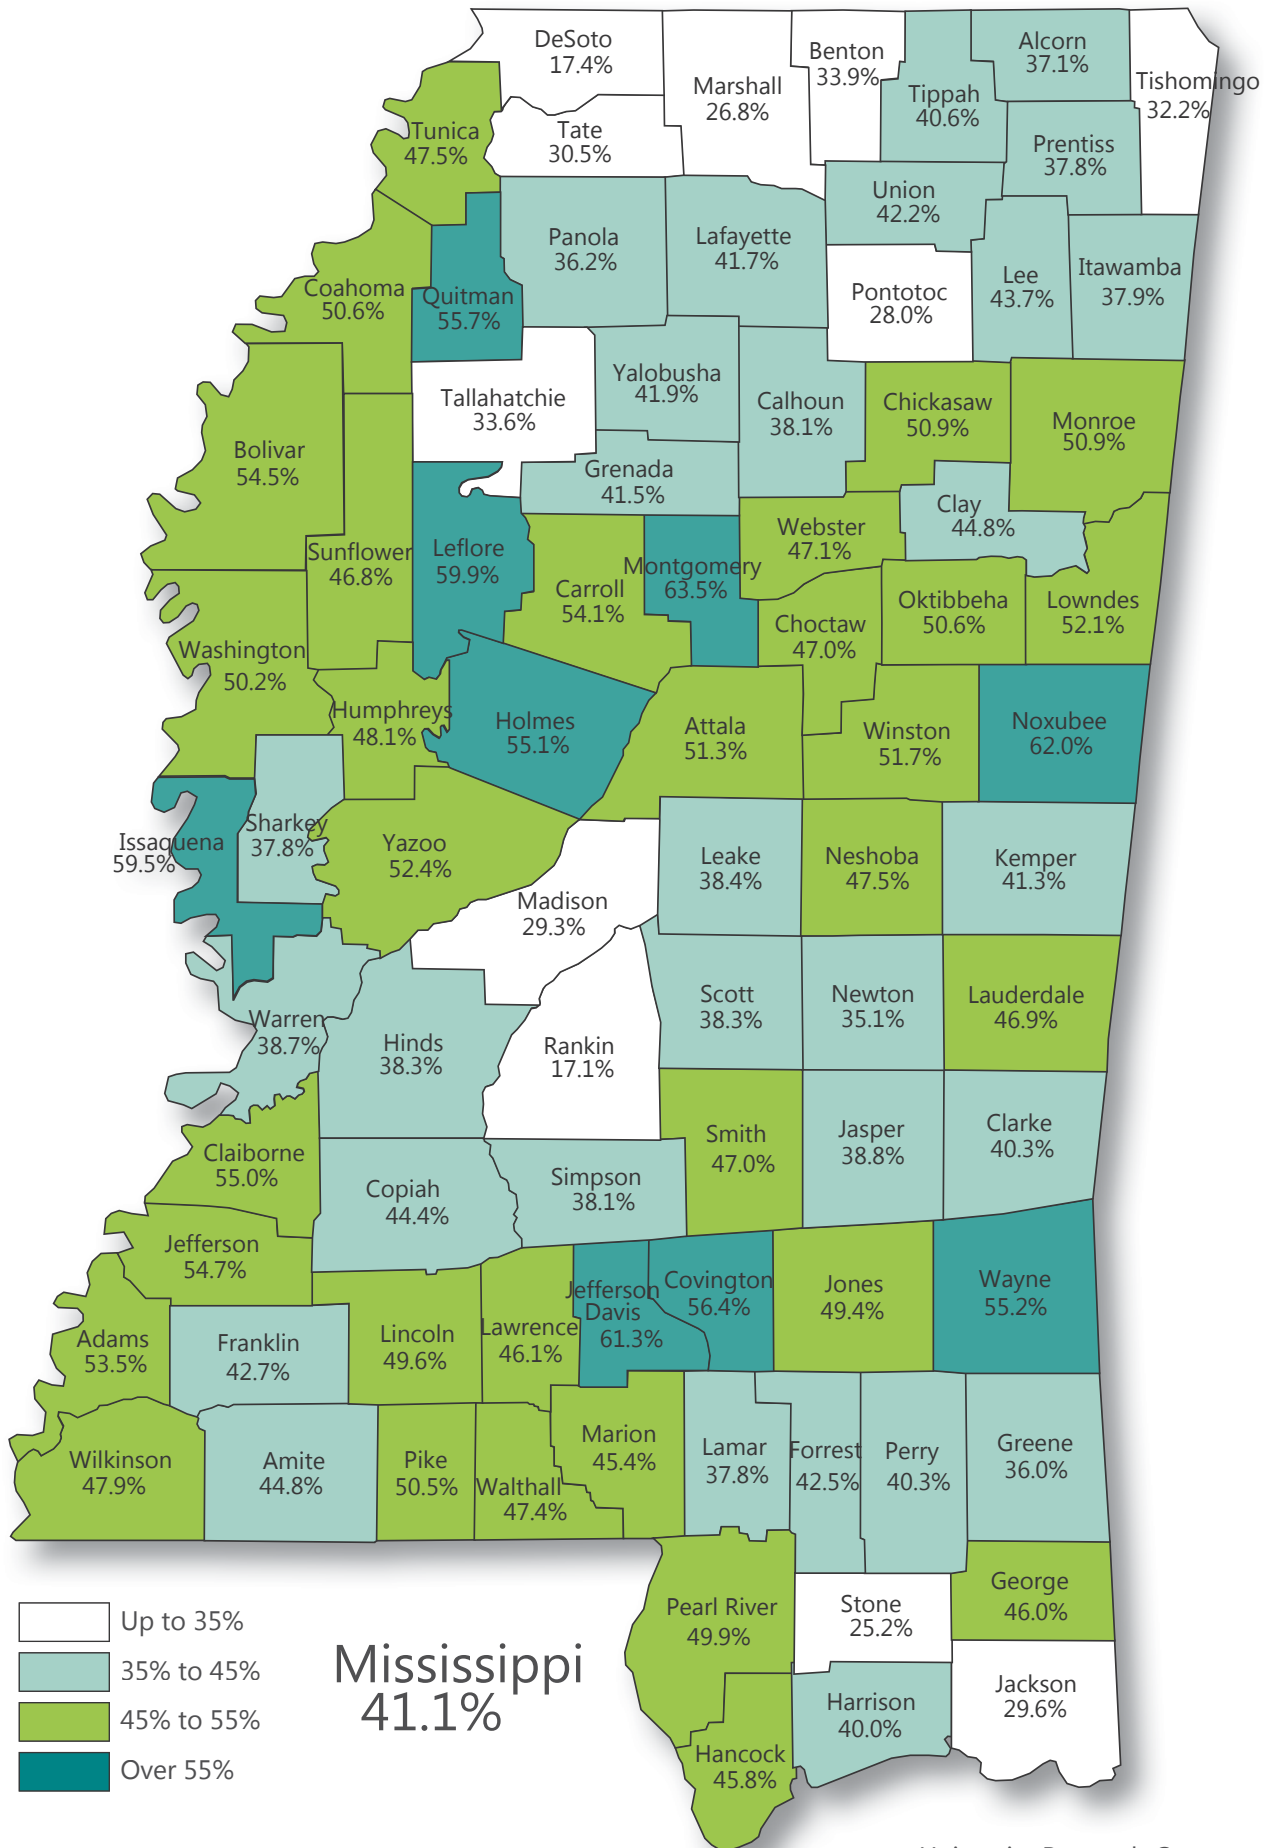 DeSoto
17.4%
Marshall
26.8%
Benton
33.9%
Tippah
40.6%
Alcorn
37.1%
Tishomingo
32.2%
Tunica
47.5%
Tate
30.5%
Prentiss
37.8%
Union
42.2%
Panola
36.2%
Lafayette
41.7%
Pontotoc
28.0%
Lee
43.7%
Itawamba
37.9%
Coahoma
50.6%
Quitman
55.7%
Tallahatchie
33.6%
Yalobusha
41.9%
Calhoun
38.1%
Chickasaw
50.9%
Monroe
50.9%
Bolivar
54.5%
Grenada
41.5%
Clay
44.8%
Sunflower
46.8%
Leflore
59.9%
Carroll
54.1%
Montgomery
63.5%
Webster
47.1%
Choctaw
47.0%
Oktibbeha
50.6%
Lowndes
52.1%
Washington
50.2%
Humphreys
48.1%
Holmes
55.1%
Attala
51.3%
Winston
51.7%
Noxubee
62.0%
Issaquena
59.5%
Sharkey
37.8%
Yazoo
52.4%
Madison
29.3%
Leake
38.4%
Neshoba
47.5%
Kemper
41.3%
Warren
38.7%
Hinds
38.3%
Rankin
17.1%
Scott
38.3%
Newton
35.1%
Lauderdale
46.9%
Claiborne
55.0%
Copiah
44.4%
Simpson
38.1%
Smith
47.0%
Jasper
38.8%
Clarke
40.3%
Jefferson
54.7%
Adams
53.5%
Franklin
42.7%
Lincoln
49.6%
Lawrence
46.1%
Jefferson
Davis
61.3%
Covington
56.4%
Jones
49.4%
Wayne
55.2%
Wilkinson
47.9%
Amite
44.8%
Pike
50.5%
Walthall
47.4%
Marion
45.4%
Lamar
37.8%
Forrest
42.5%
Perry
40.3%
Greene
36.0%
Pearl River
49.9%
Stone
25.2%
George
46.0%
Hancock
45.8%
Harrison
40.0%
Jackson
29.6%
Up to 35%
35% to 45%
45% to 55%
Over 55%
Mississippi
41.1%